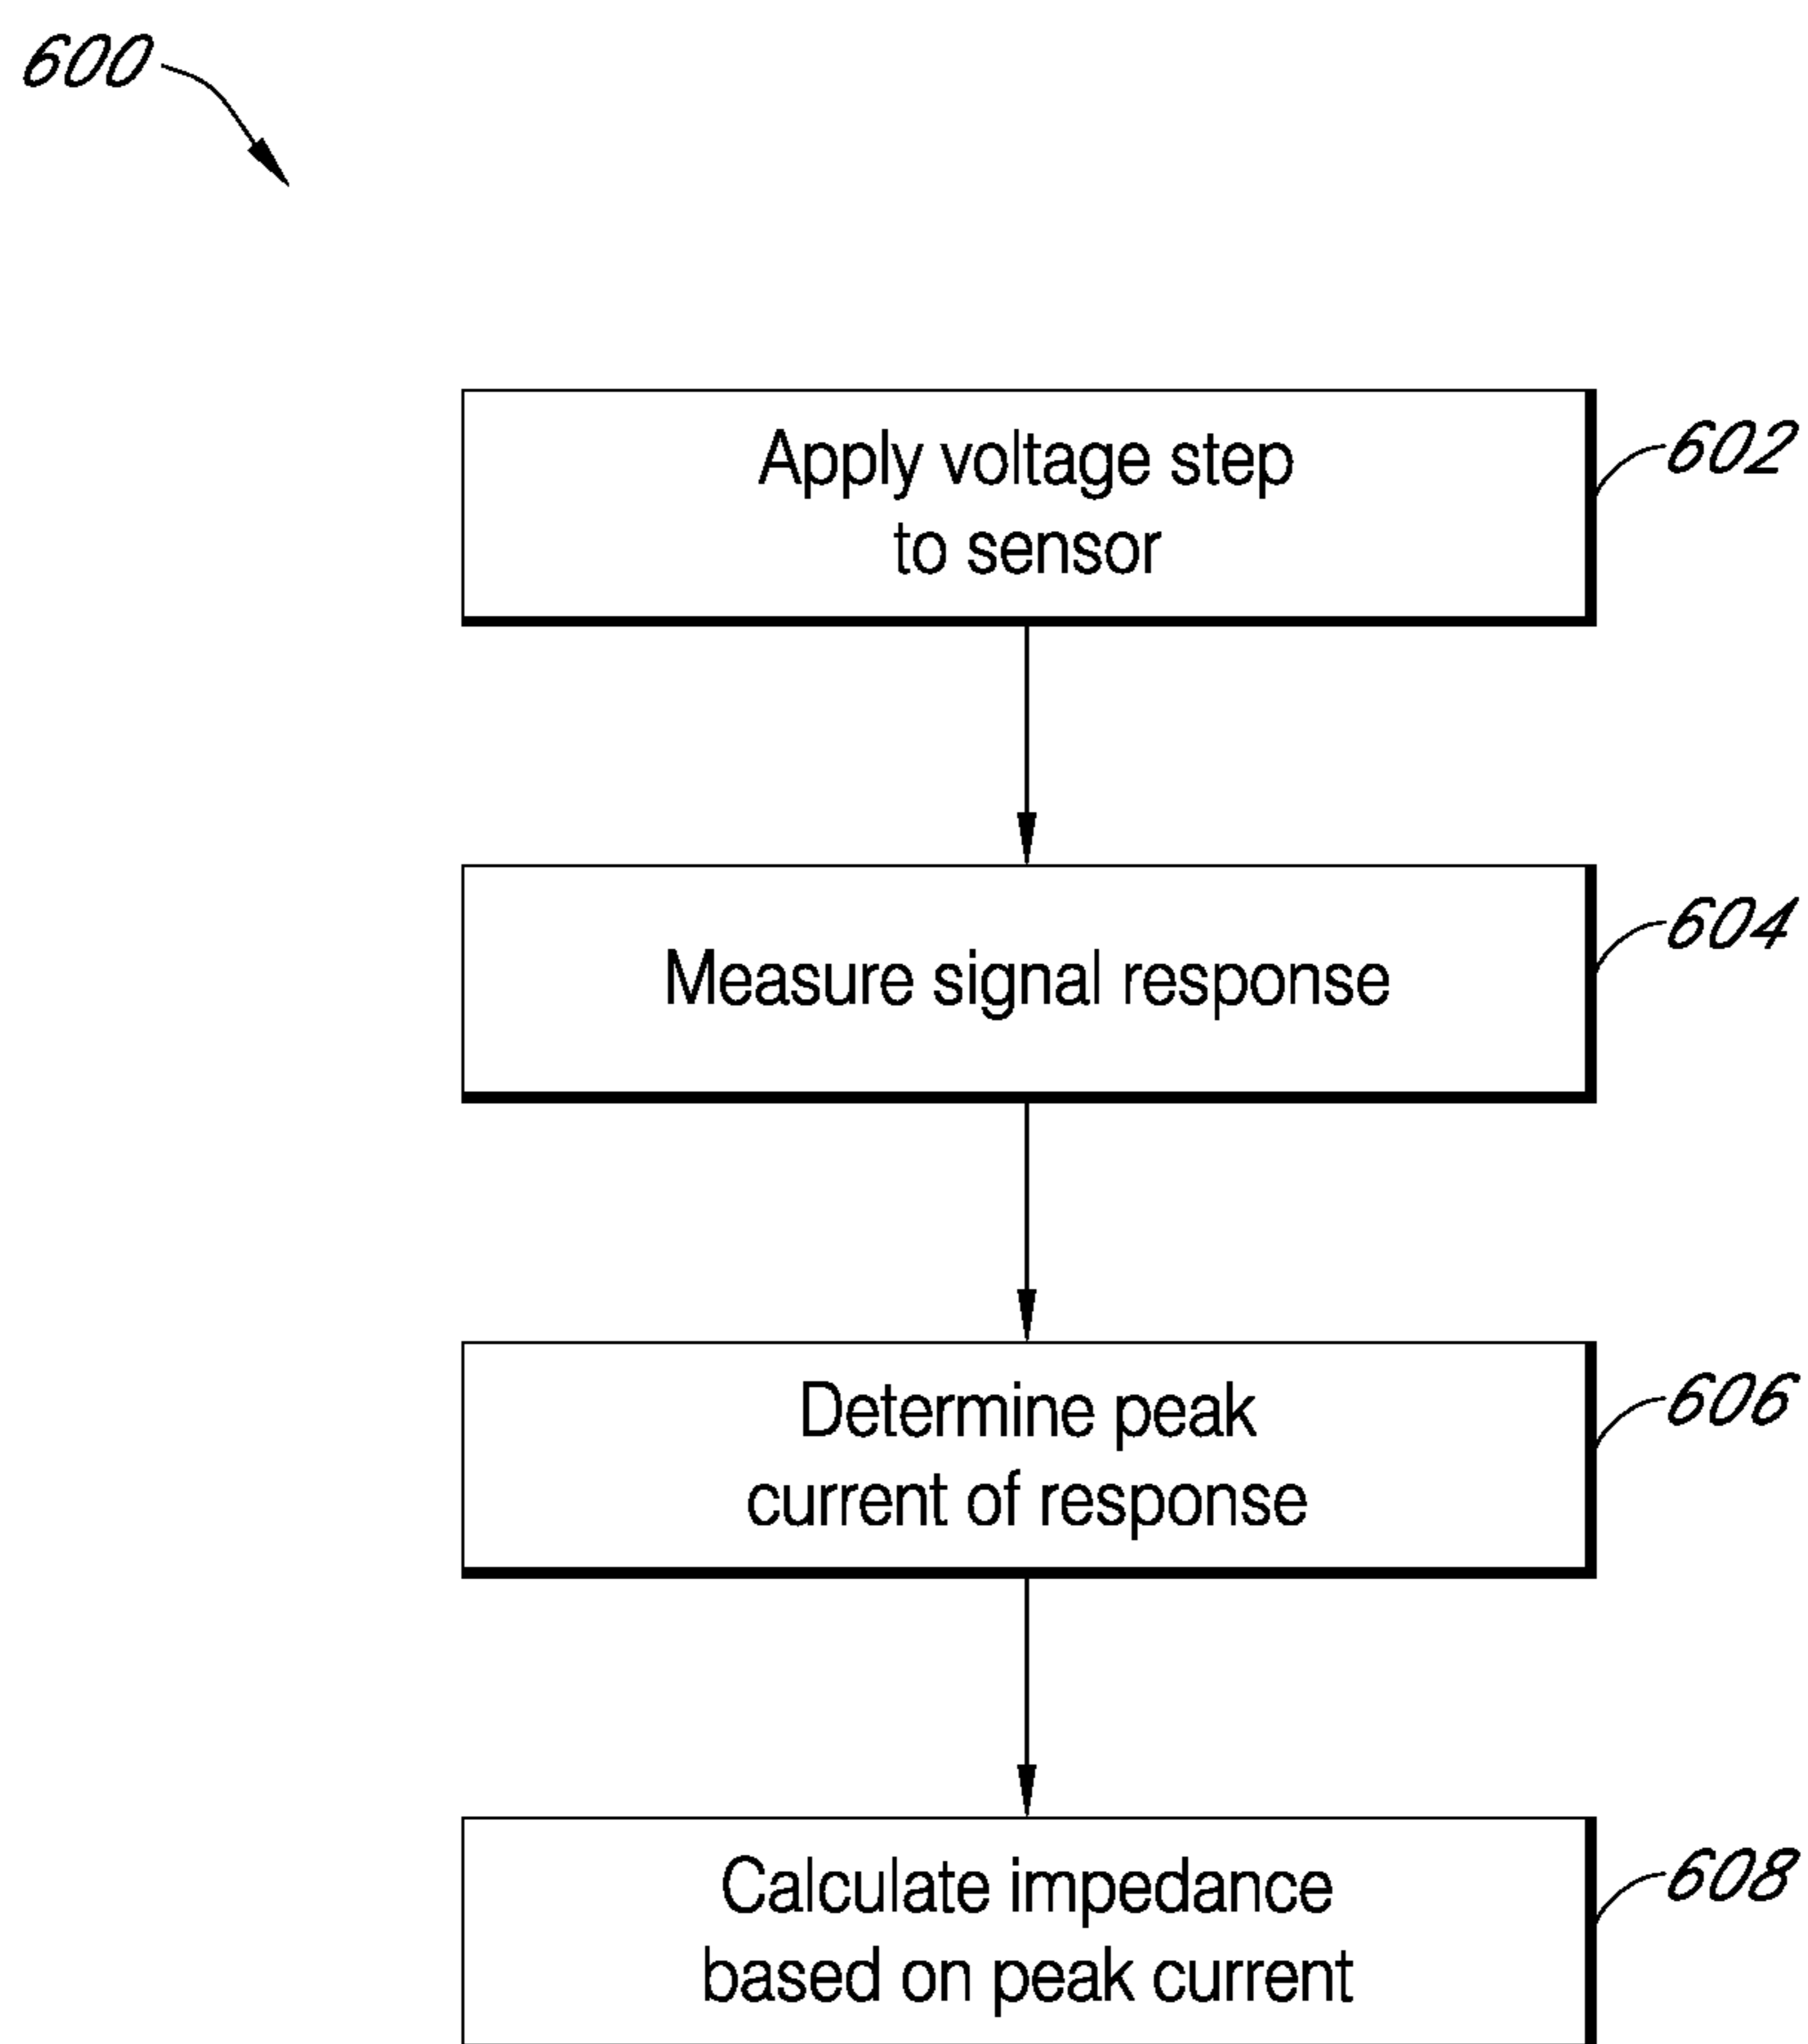 600
Apply voltage step
to sensor
602
Measure signal response
604
Determine peak
current of response
606
Calculate impedance
based on peak current
608